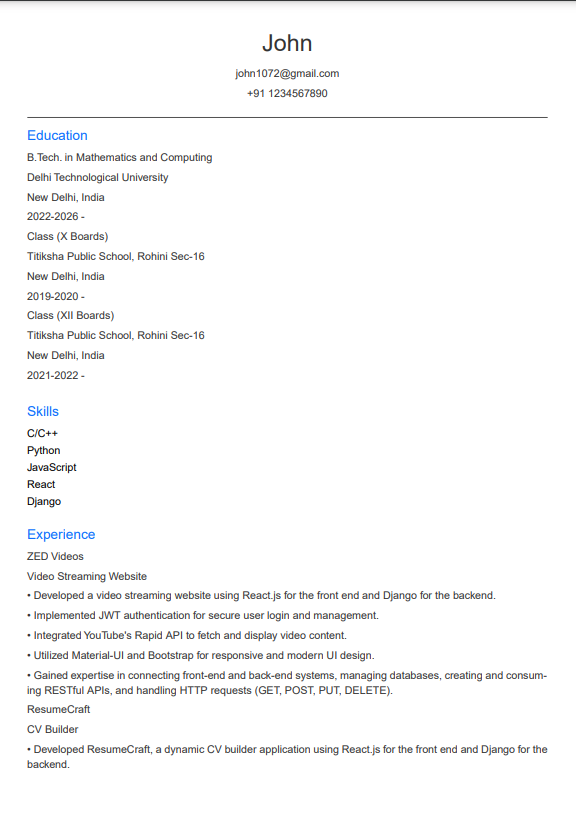 John
john1072@gmail.com
+91 1234567890
Education
B.Tech. in Mathematics and Computing
Delhi Technological University
New Delhi, India
2022-2026 -
Class (X Boards)
Titiksha Public School, Rohini Sec-16
New Delhi, India
2019-2020 -
Class (XII Boards)
Titiksha Public School, Rohini Sec-16
New Delhi, India
2021-2022 -
Skills
C/C++
Python
JavaScript
React
Django
Experience
ZED Videos
Video Streaming Website
• Developed a video streaming website using React.js for the front end and Django for the backend.
• Implemented JWT authentication for secure user login and management.
• Integrated YouTube's Rapid API to fetch and display video content.
• Utilized Material-UI and Bootstrap for responsive and modern UI design.
• Gained expertise in connecting front-end and back-end systems, managing databases, creating and consum-
ing RESTful APIs, and handling HTTP requests (GET, POST, PUT, DELETE).
ResumeCraft
CV Builder
• Developed ResumeCraft, a dynamic CV builder application using React.js for the front end and Django for the
backend.